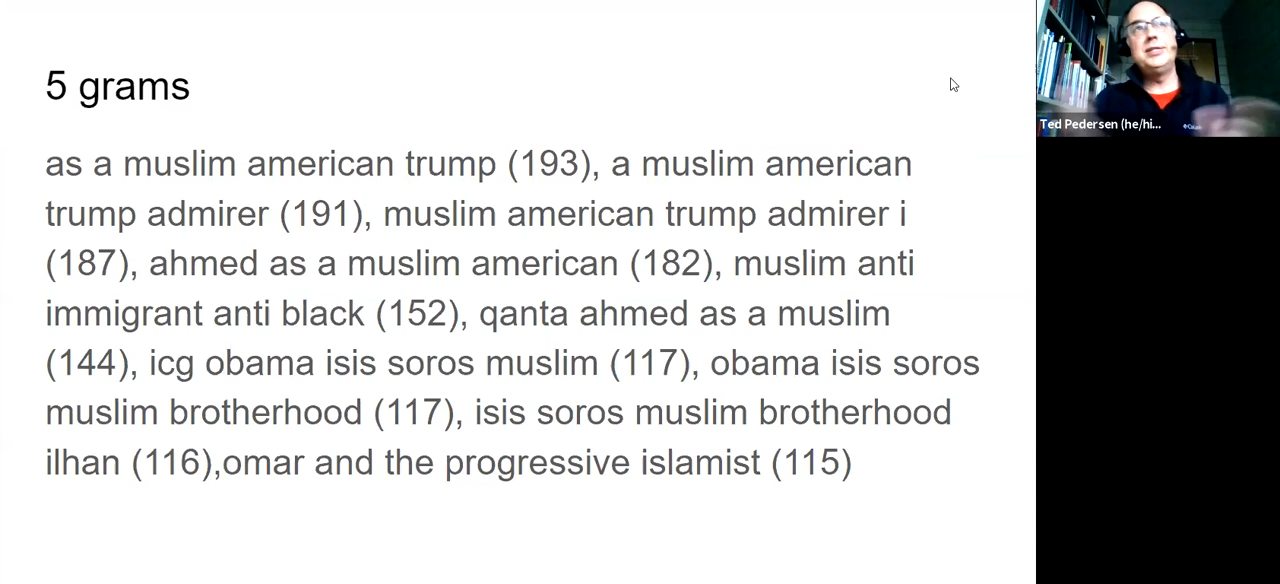 5 grams
as a muslim american trump (193), a muslim american
trump admirer (191), muslim american trump admirer i
(187), ahmed as a muslim american (182), muslim anti
immigrant anti black (152), qanta ahmed as a muslim
(144), icg obama isis soros muslim (117), obama isis soros
muslim brotherhood (117), isis soros muslim brotherhood
ilhan (116),omar and the progressive islamist (115)
Ted Pedersen (he/hi...